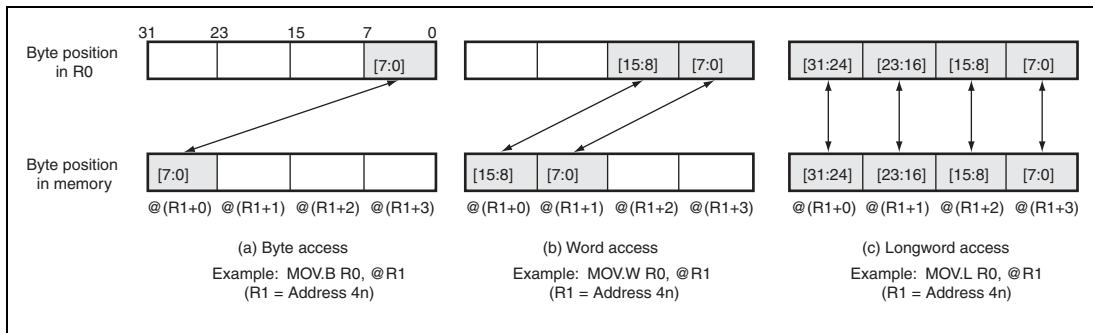 31 23 15 7 0
Byte position
in R0
[7:0]
[15:8] [7:0]
[31:24] [23:16] [15:8] [7:0]
Byte position
in memory
[7:0]
[15:8] [7:0]
[31:24] [23:16] [15:8] [7:0]
@(R1+0) @(R1+1) @(R1+2) @(R1+3)
@(R1+0) @(R1+1) @(R1+2) @(R1+3)
@(R1+0) @(R1+1) @(R1+2) @(R1+3)
(a) Byte access
Example: MOV.B R0, @R1
(R1 = Address 4n)
(b) Word access
Example: MOV.W R0, @R1
(R1 = Address 4n)
(c) Longword access
Example: MOV.L R0, @R1
(R1 = Address 4n)